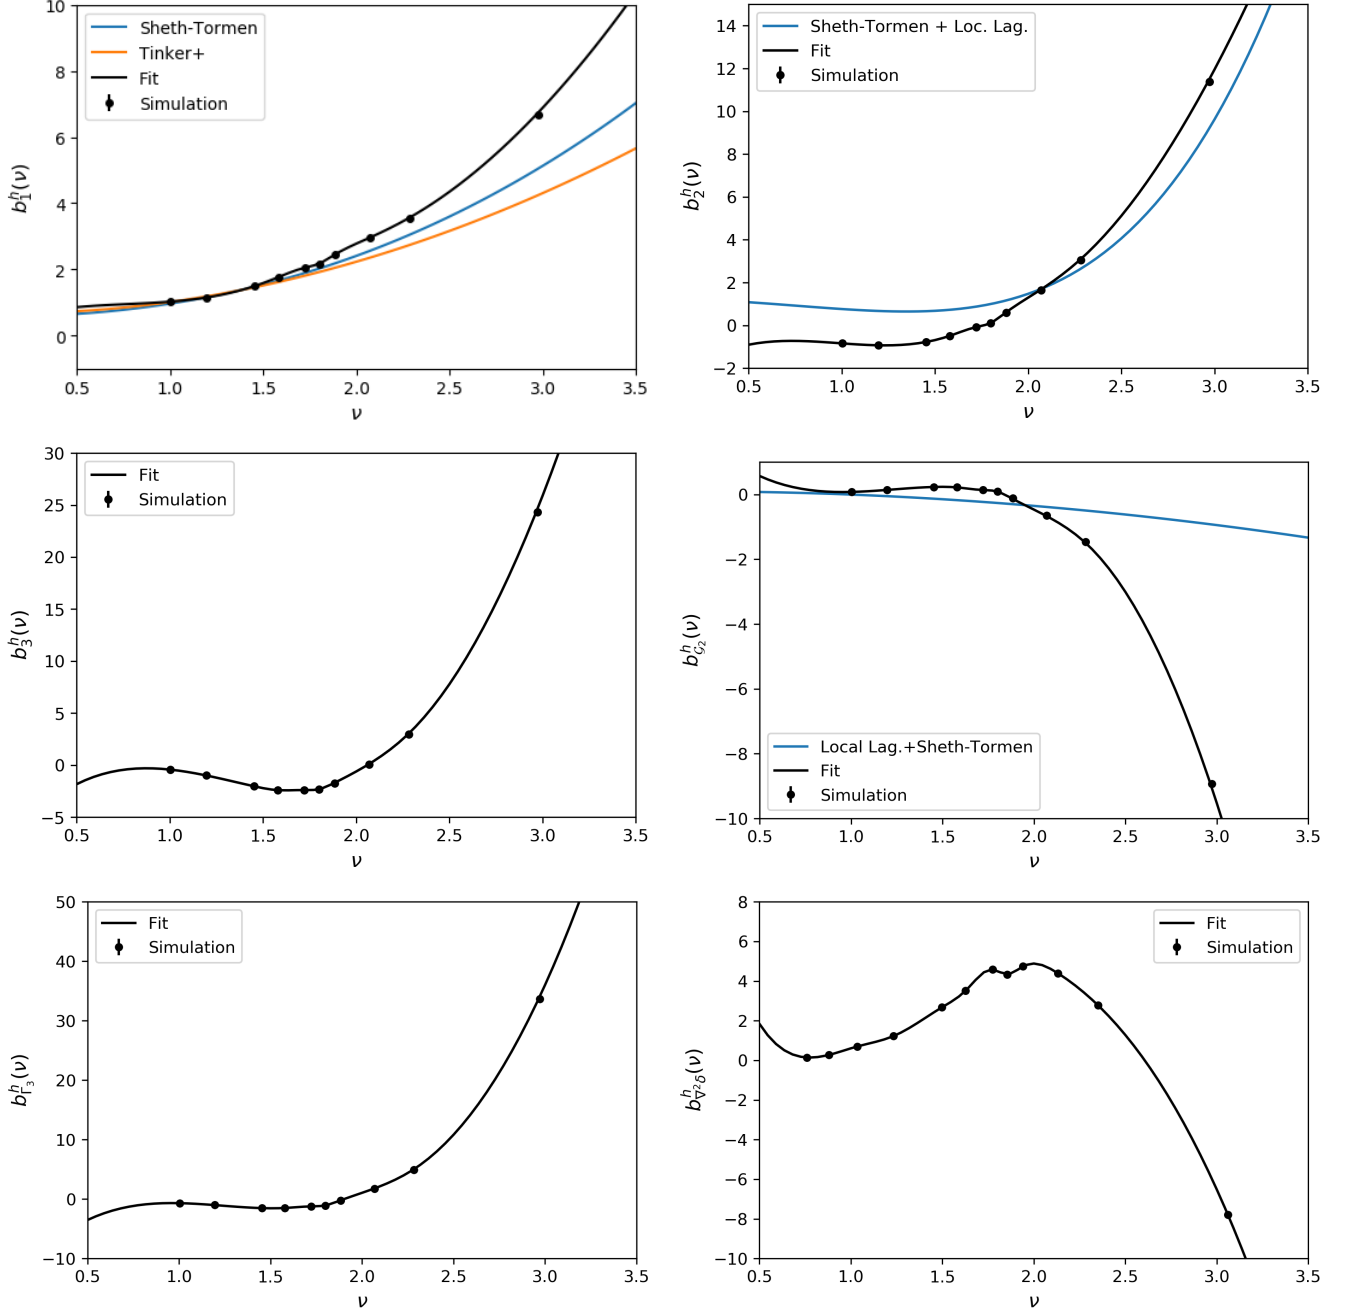 10
8
6
4
2
0
0.5 1.0 1.5 2.0 2.5 3.0 3.5
ν
b₁ʰ(ν)
Sheth-Tormen
Tinker+
Fit
Simulation
14
12
10
8
6
4
2
0
−2
0.5 1.0 1.5 2.0 2.5 3.0 3.5
ν
b₂ʰ(ν)
Sheth-Tormen + Loc. Lag.
Fit
Simulation
30
25
20
15
10
5
0
−5
0.5 1.0 1.5 2.0 2.5 3.0 3.5
ν
b₃ʰ(ν)
Fit
Simulation
0
−2
−4
−6
−8
−10
0.5 1.0 1.5 2.0 2.5 3.0 3.5
ν
b^h_{𝒢₂}(ν)
Local Lag.+Sheth-Tormen
Fit
Simulation
50
40
30
20
10
0
−10
0.5 1.0 1.5 2.0 2.5 3.0 3.5
ν
b^h_{Γ₃}(ν)
Fit
Simulation
8
6
4
2
0
−2
−4
−6
−8
−10
0.5 1.0 1.5 2.0 2.5 3.0 3.5
ν
b^h_{∇²δ}(ν)
Fit
Simulation